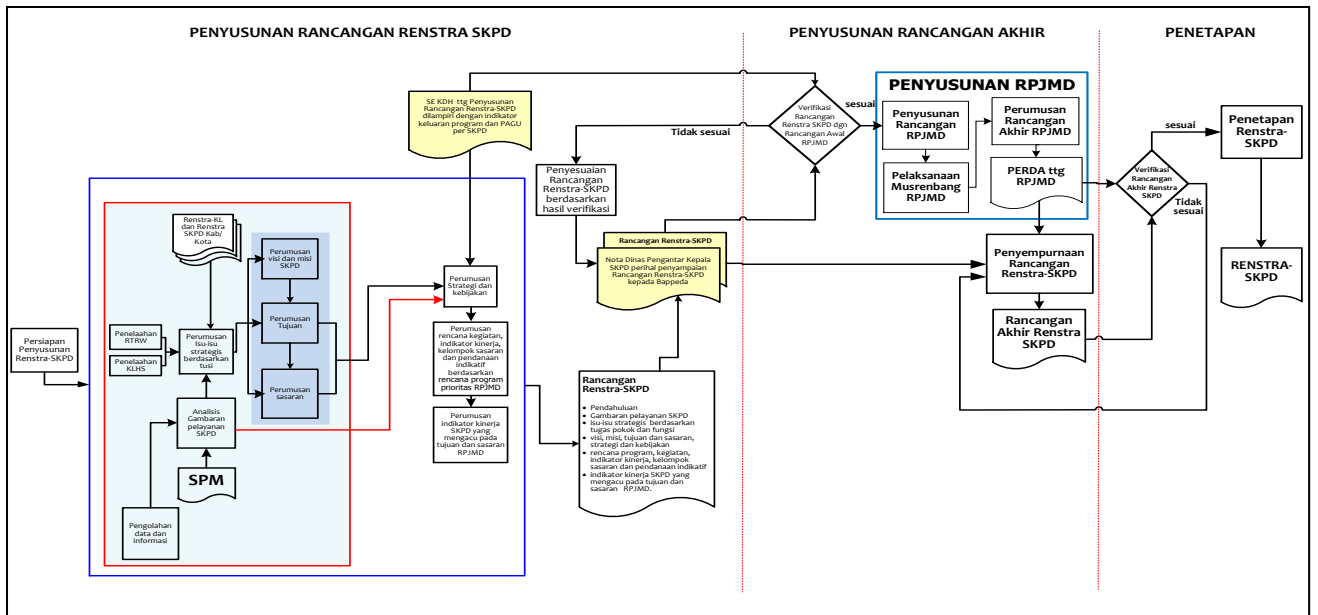 PENYUSUNAN RANCANGAN RENSTRA SKPD
PENYUSUNAN RANCANGAN AKHIR
PENETAPAN
SE KDH ttg Penyusunan
Rancangan Renstra-SKPD
dilampiri dengan indikator
keluaran program dan PAGU
per SKPD
Verifikasi
Rancangan
Renstra SKPD dgn
Rancangan Awal
RPJMD
sesuai
Tidak sesuai
PENYUSUNAN RPJMD
Penyusunan
Rancangan
RPJMD
Perumusan
Rancangan
Akhir RPJMD
Pelaksanaan
Musrenbang
RPJMD
PERDA ttg
RPJMD
sesuai
Verifikasi
Rancangan
Akhir Renstra
SKPD
Tidak
sesuai
Penetapan
Renstra-
SKPD
RENSTRA-
SKPD
Penyesuaian
Rancangan
Renstra-SKPD
berdasarkan
hasil verifikasi
Rancangan Renstra-SKPD
Nota Dinas Pengantar Kepala
SKPD perihal penyampaian
Rancangan Renstra-SKPD
kepada Bappeda
Penyempurnaan
Rancangan
Renstra-SKPD
Rancangan
Akhir Renstra
SKPD
Persiapan
Penyusunan
Renstra-SKPD
Renstra-KL
dan Renstra
SKPD Kab/
Kota
Penelaahan
RTRW
Penelaahan
KLHS
Perumusan
Isu-isu
strategis
berdasarkan
tusi
Perumusan
visi dan misi
SKPD
Perumusan
Tujuan
Perumusan
sasaran
Analisis
Gambaran
pelayanan
SKPD
SPM
Pengolahan
data dan
informasi
Perumusan
Strategi dan
kebijakan
Perumusan
rencana kegiatan,
indikator kinerja,
kelompok sasaran
dan pendanaan
indikatif
berdasarkan
rencana program
prioritas RPJMD
Perumusan
indikator kinerja
SKPD yang
mengacu pada
tujuan dan sasaran
RPJMD
Rancangan
Renstra-SKPD
• Pendahuluan
• Gambaran pelayanan SKPD
• isu-isu strategis berdasarkan
tugas pokok dan fungsi
• visi, misi, tujuan dan sasaran,
strategi dan kebijakan
• rencana program, kegiatan,
indikator kinerja, kelompok
sasaran dan pendanaan indikatif
• indikator kinerja SKPD yang
mengacu pada tujuan dan
sasaran RPJMD.